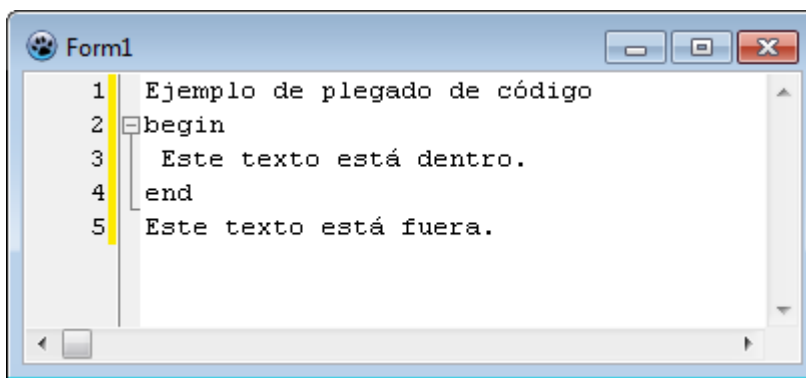 Form1
1 Ejemplo de plegado de código
2 begin
3 Este texto está dentro.
4 end
5 Este texto está fuera.